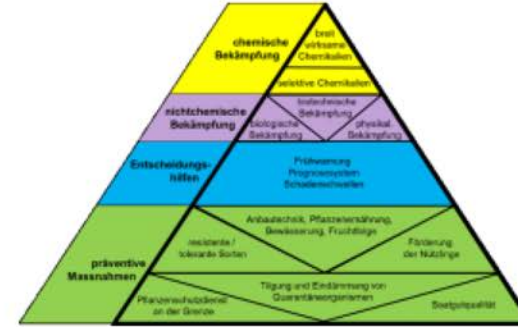 chemische
Bekämpfung
breit
wirksame
Chemikalien
selektive Chemikalien
nichtchemische
Bekämpfung
biotechnische
Bekämpfung
biologische
Bekämpfung
physikal.
Bekämpfung
Entscheidungs-
hilfen
Frühwarnung
Prognosesystem
Schadenschwellen
präventive
Massnahmen
Anbautechnik, Pflanzenernährung,
Bewässerung, Fruchtfolge
resistente /
tolerante Sorten
Förderung
der Nützlinge
Tilgung und Eindämmung von
Quarantäneorganismen
Pflanzenschutzdienst
an der Grenze
Saatgutqualität